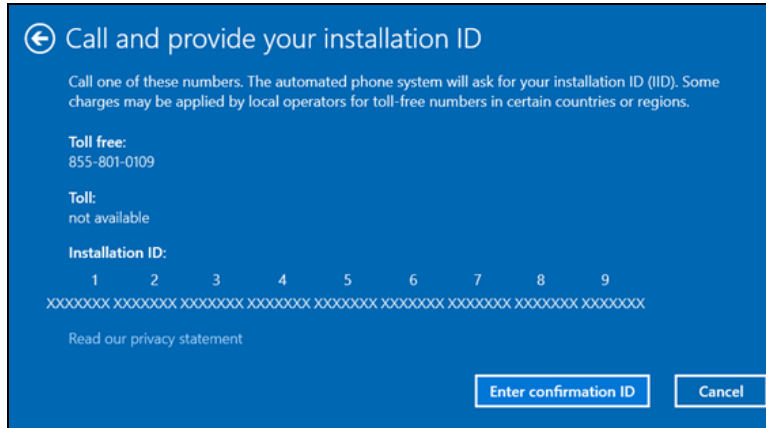 Call and provide your installation ID
Call one of these numbers. The automated phone system will ask for your installation ID (IID). Some
charges may be applied by local operators for toll-free numbers in certain countries or regions.
Toll free:
855-801-0109
Toll:
not available
Installation ID:
1 2 3 4 5 6 7 8 9
XXXXXXX XXXXXXX XXXXXXX XXXXXXX XXXXXXX XXXXXXX XXXXXXX XXXXXXX XXXXXXX
Read our privacy statement
Enter confirmation ID Cancel